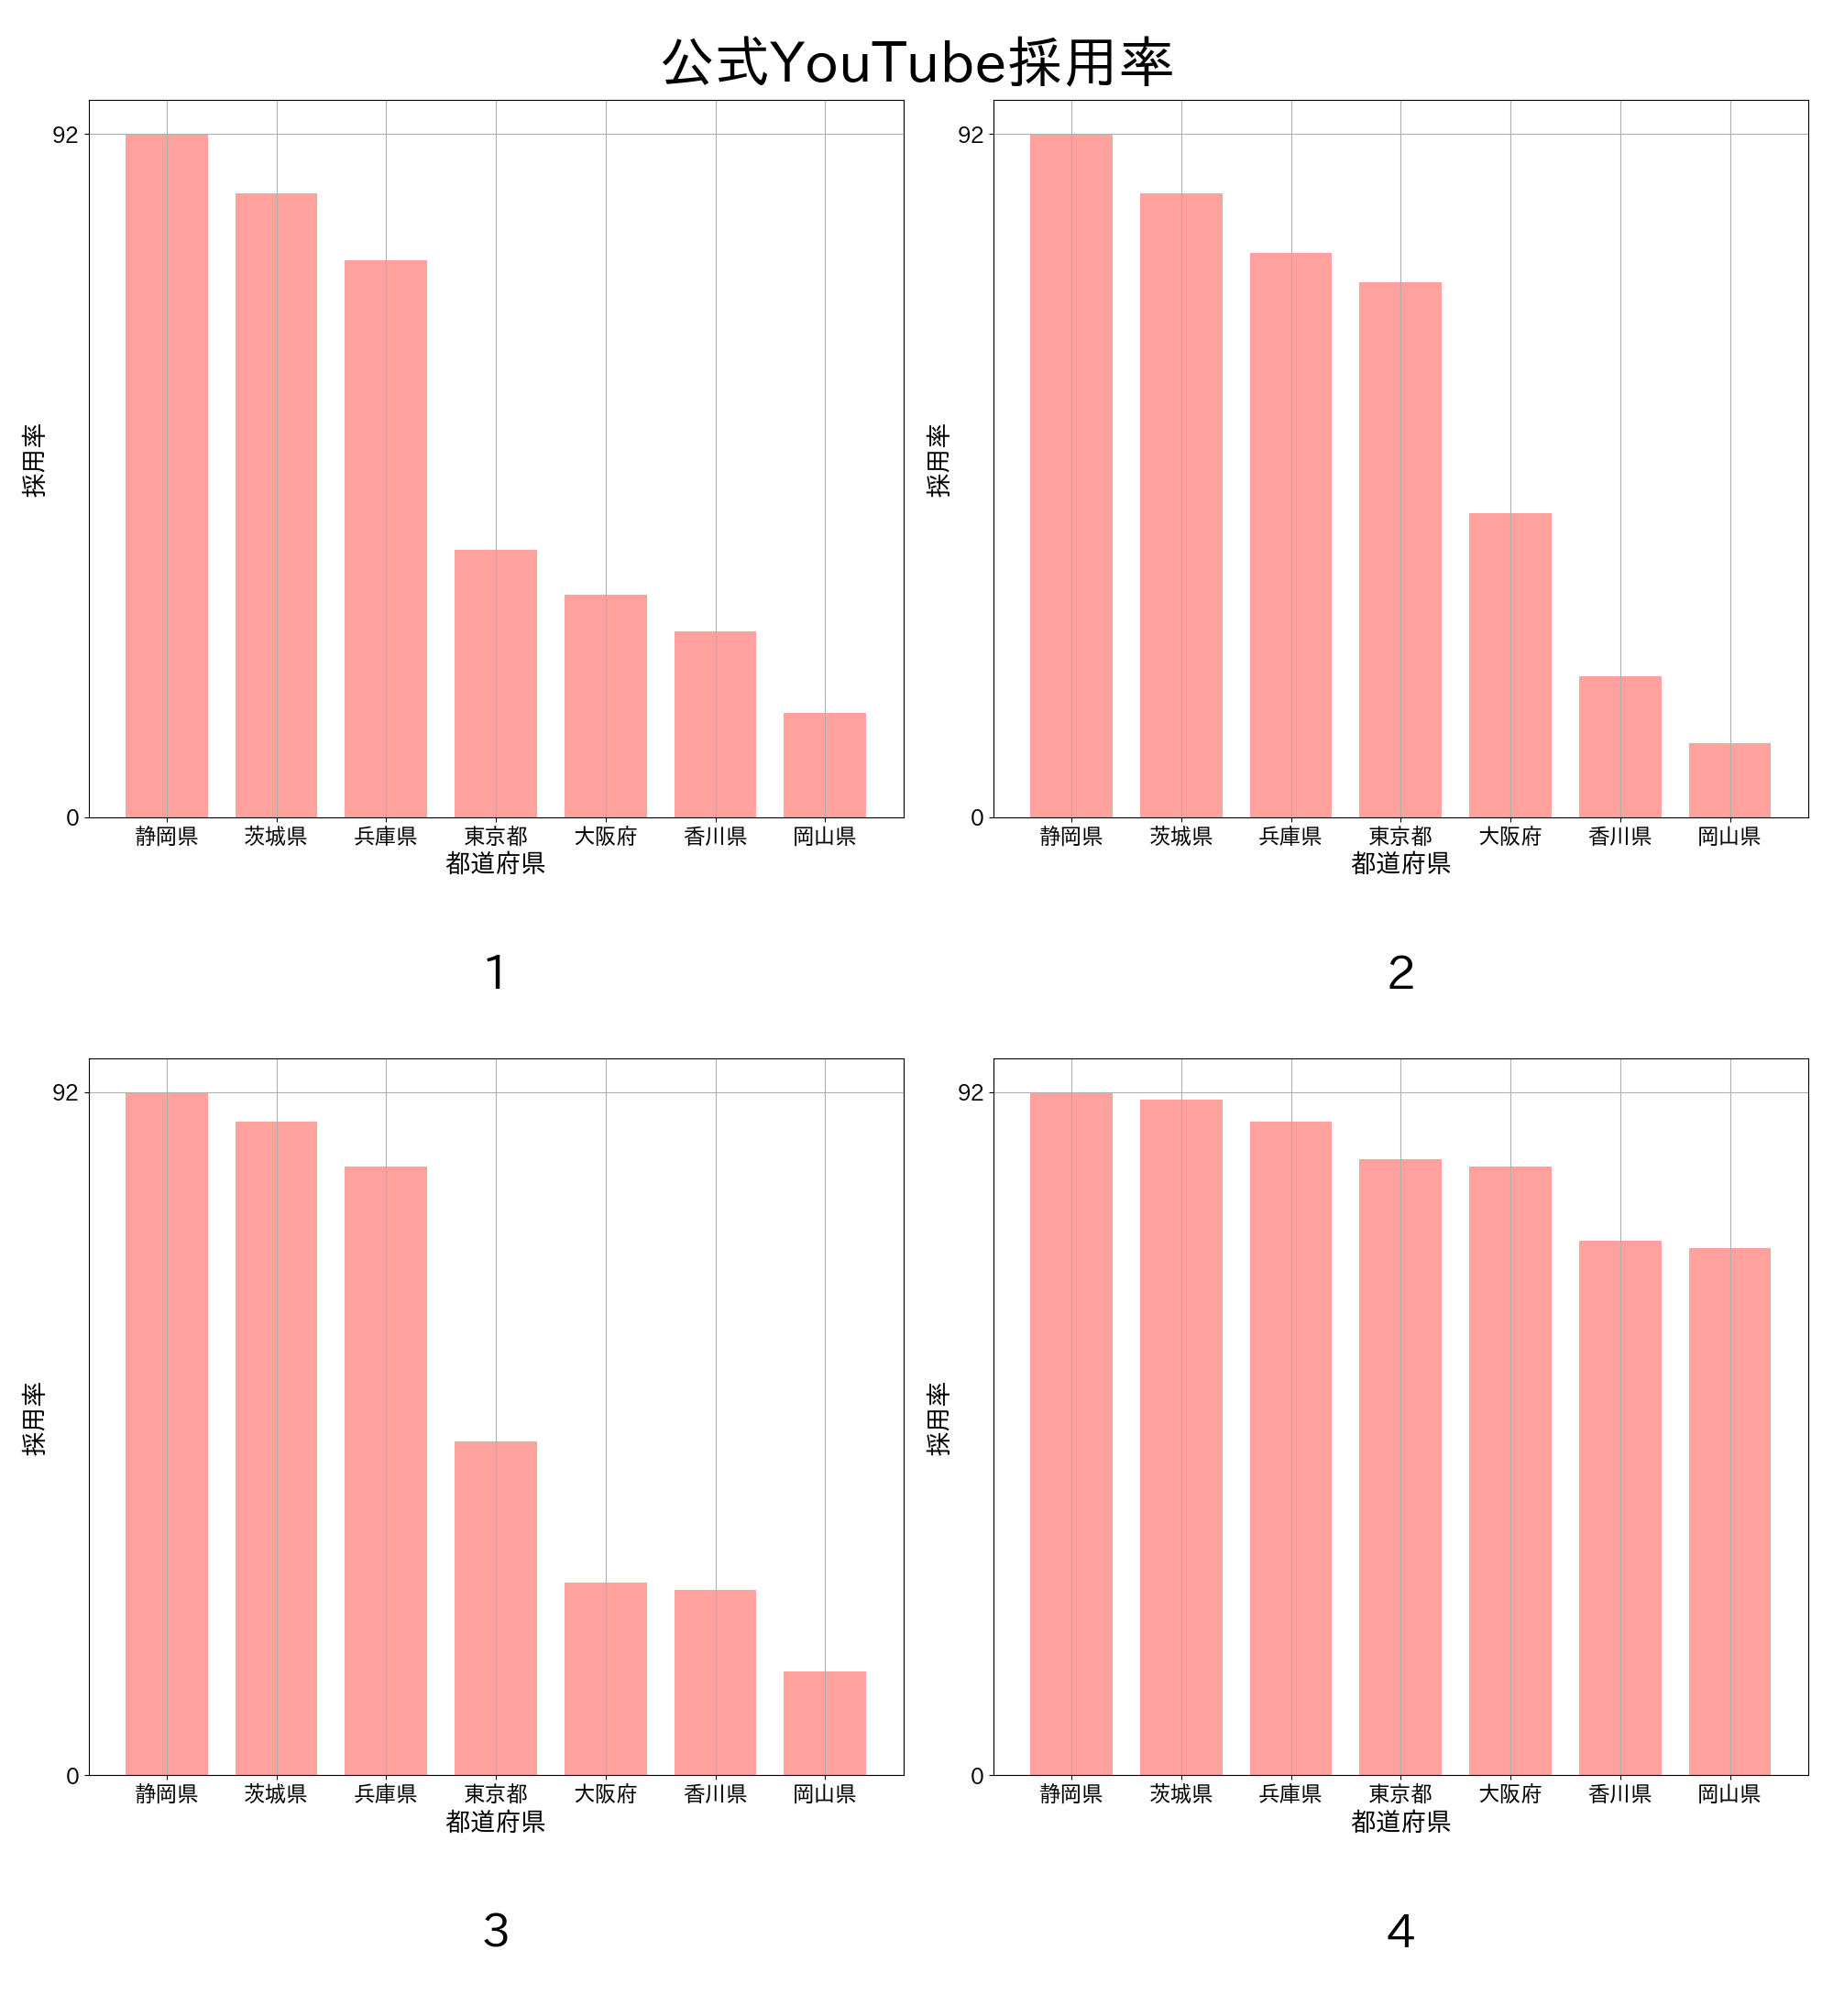 公式YouTube採用率
92
0
採用率
静岡県 茨城県 兵庫県 東京都 大阪府 香川県 岡山県
都道府県
1
92
0
採用率
静岡県 茨城県 兵庫県 東京都 大阪府 香川県 岡山県
都道府県
2
92
0
採用率
静岡県 茨城県 兵庫県 東京都 大阪府 香川県 岡山県
都道府県
3
92
0
採用率
静岡県 茨城県 兵庫県 東京都 大阪府 香川県 岡山県
都道府県
4